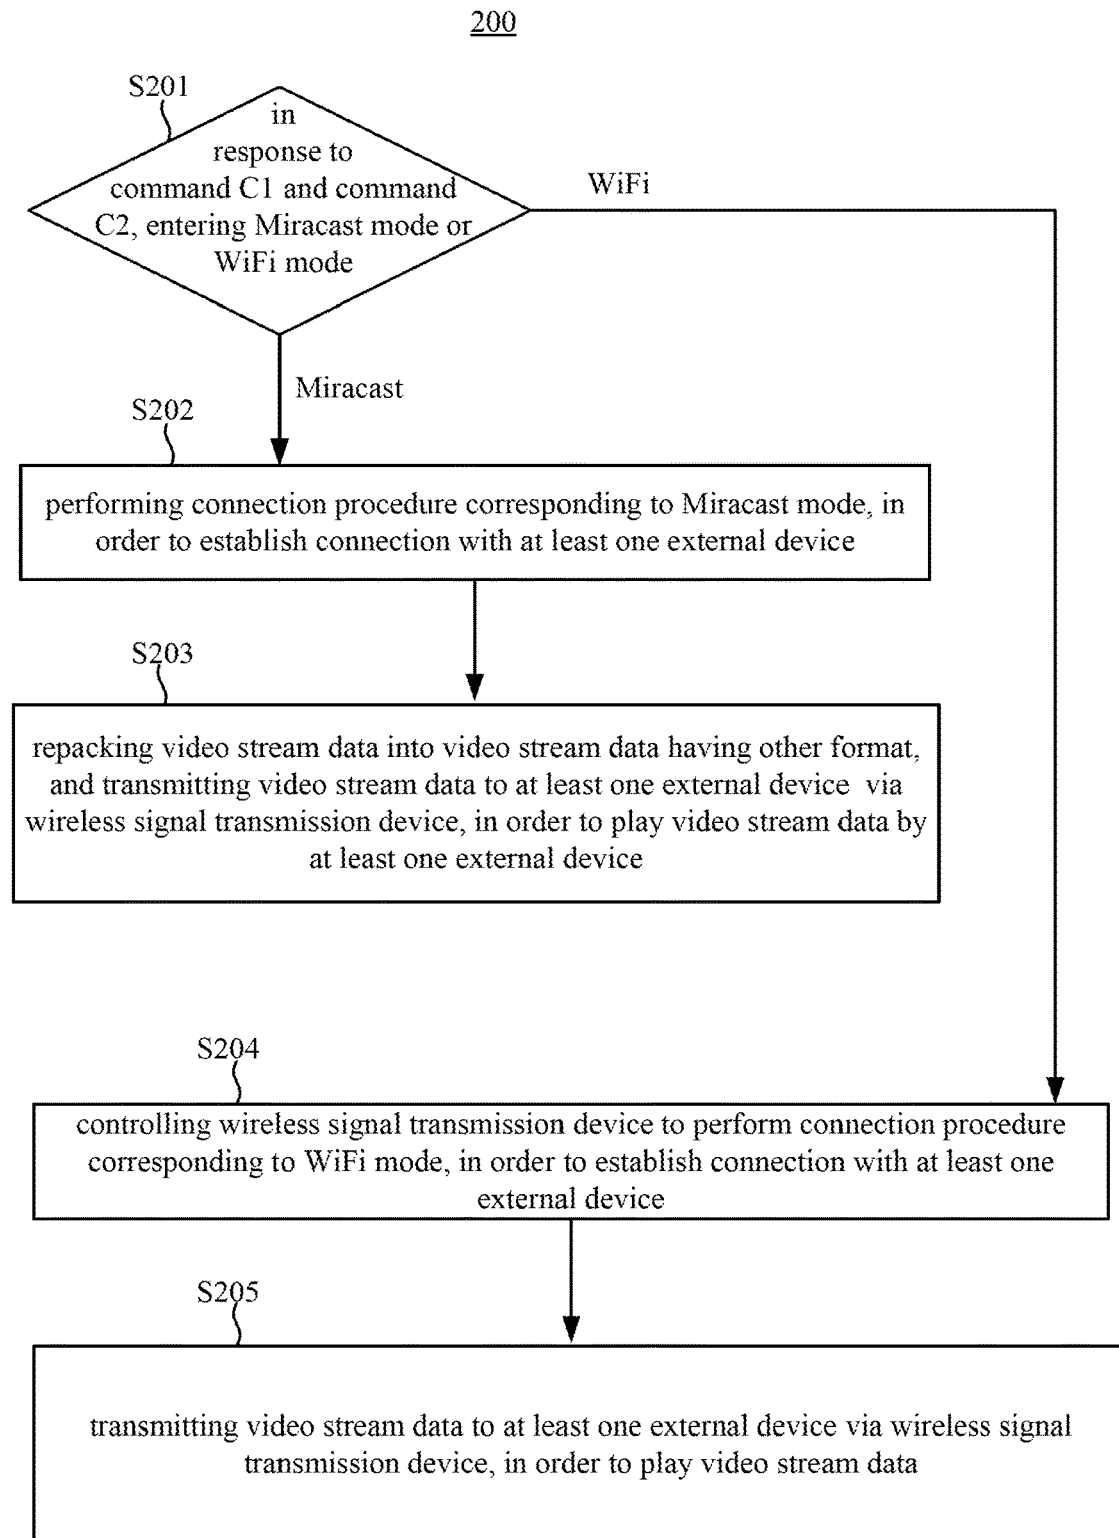 200
S201
in
response to
command C1 and command
C2, entering Miracast mode or
WiFi mode
WiFi
Miracast
S202
performing connection procedure corresponding to Miracast mode, in
order to establish connection with at least one external device
S203
repacking video stream data into video stream data having other format,
and transmitting video stream data to at least one external device via
wireless signal transmission device, in order to play video stream data by
at least one external device
S204
controlling wireless signal transmission device to perform connection procedure
corresponding to WiFi mode, in order to establish connection with at least one
external device
S205
transmitting video stream data to at least one external device via wireless signal
transmission device, in order to play video stream data